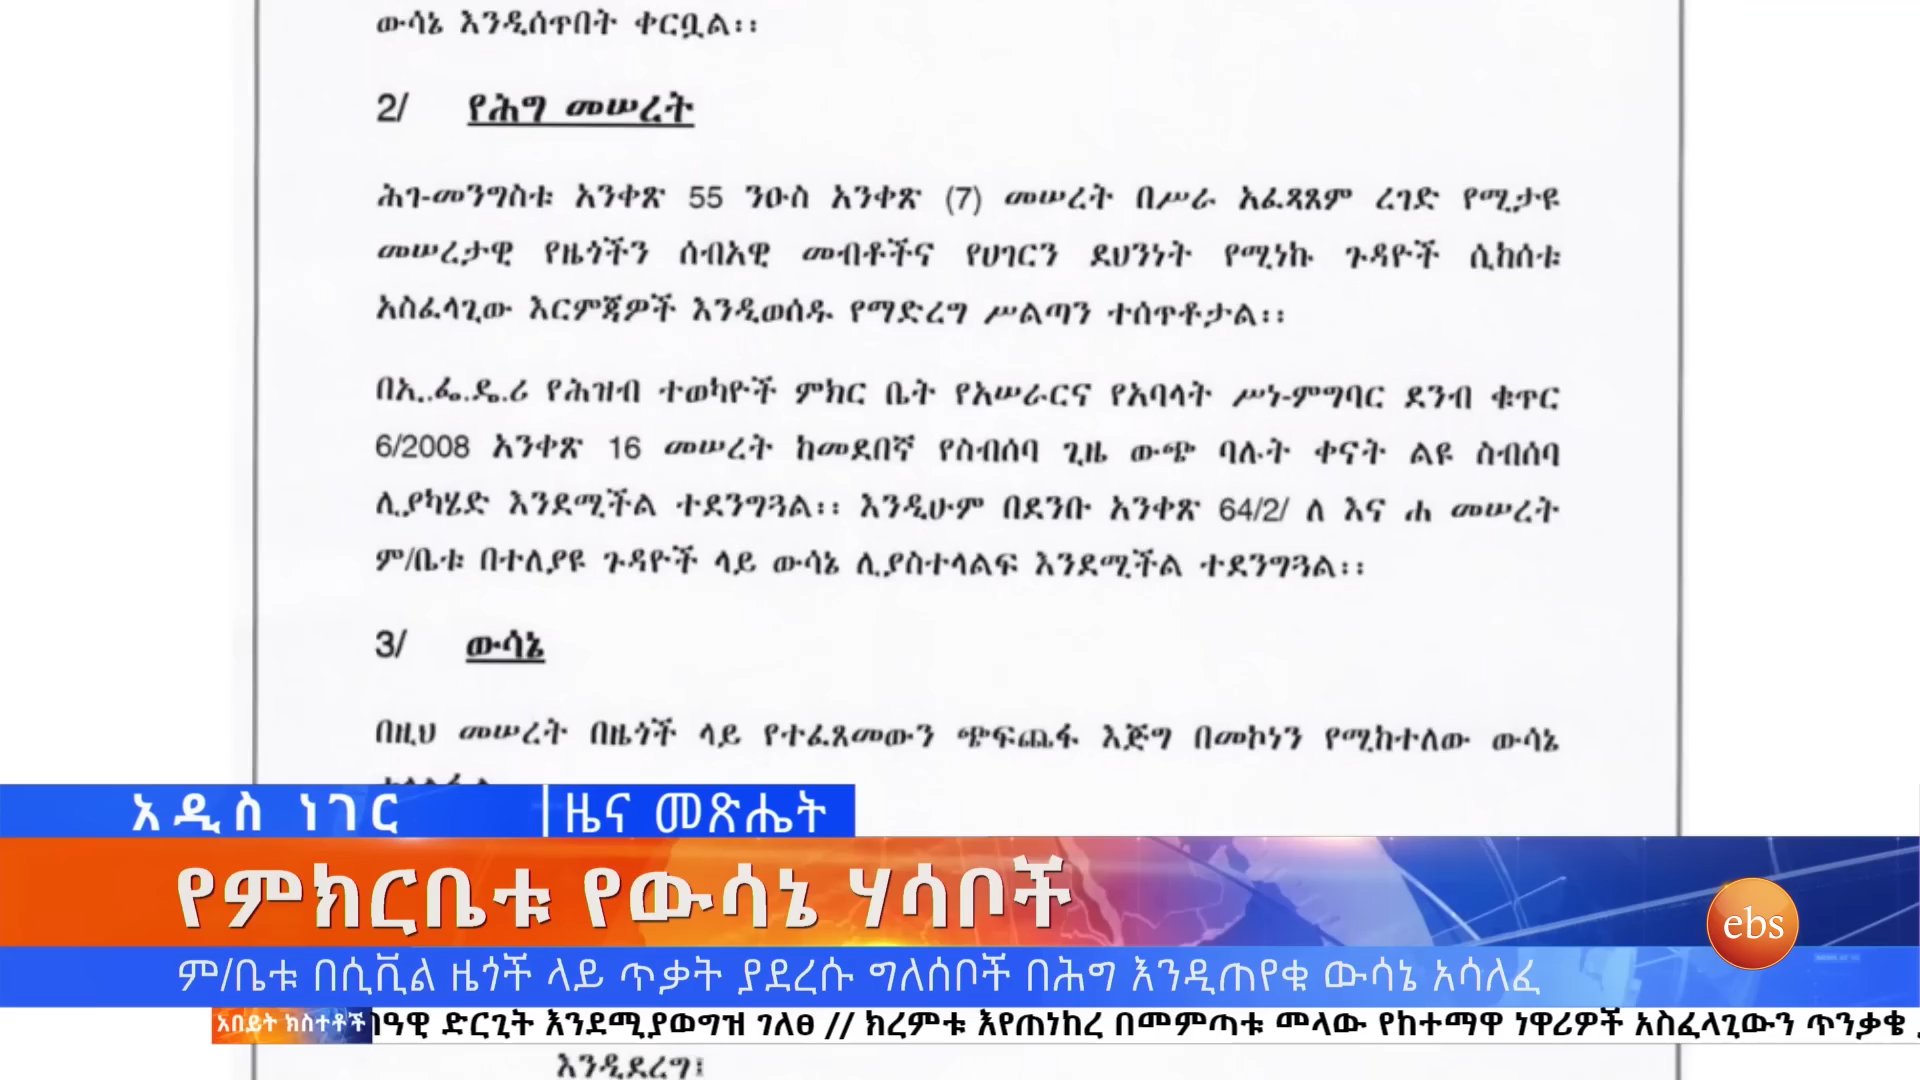 ውሳኔ እንዲሰጥበት ቀርቧል፡፡
2/ የሕግ መሠረት
ሕገ-መንግስቱ አንቀጽ 55 ንዑስ አንቀጽ (7) መሠረት በሥራ አፈጻጸም ረገድ የሚታዩ
መሠረታዊ የዜጎችን ሰብአዊ መብቶችና የሀገርን ደህንነት የሚነኩ ጉዳዮች ሲከሰቱ
አስፈላጊው እርምጃዎች እንዲወሰዱ የማድረግ ሥልጣን ተሰጥቶታል፡፡
በኢ.ፌ.ዴ.ሪ የሕዝብ ተወካዮች ምክር ቤት የአሠራርና የአባላት ሥነ-ምግባር ደንብ ቁጥር
6/2008 አንቀጽ 16 መሠረት ከመደበኛ የስብሰባ ጊዜ ውጭ ባሉት ቀናት ልዩ ስብሰባ
ሊያካሄድ እንደሚችል ተደንግጓል፡፡ እንዲሁም በደንቡ አንቀጽ 64/2/ ለ እና ሐ መሠረት
ም/ቤቱ በተለያዩ ጉዳዮች ላይ ውሳኔ ሊያስተላልፍ እንደሚችል ተደንግጓል፡፡
3/ ውሳኔ
በዚህ መሠረት በዜጎች ላይ የተፈጸመውን ጭፍጨፋ እጅግ በመኮነን የሚከተለው ውሳኔ
አዲስ ነገር |ዜና መጽሔት
የምክርቤቱ የውሳኔ ሃሳቦች
ebs
ም/ቤቱ በሲቪል ዜጎች ላይ ጥቃት ያደረሱ ግለሰቦች በሕግ እንዲጠየቁ ውሳኔ አሳለፈ
አበይት ክስተቶች ድርጊት እንደሚያወግዝ ገለፀ // ክረምቱ እየጠነከረ በመምጣቱ መላው የከተማዋ ነዋሪዎች አስፈላጊውን ጥንቃቄ
እንዲደረግ፤